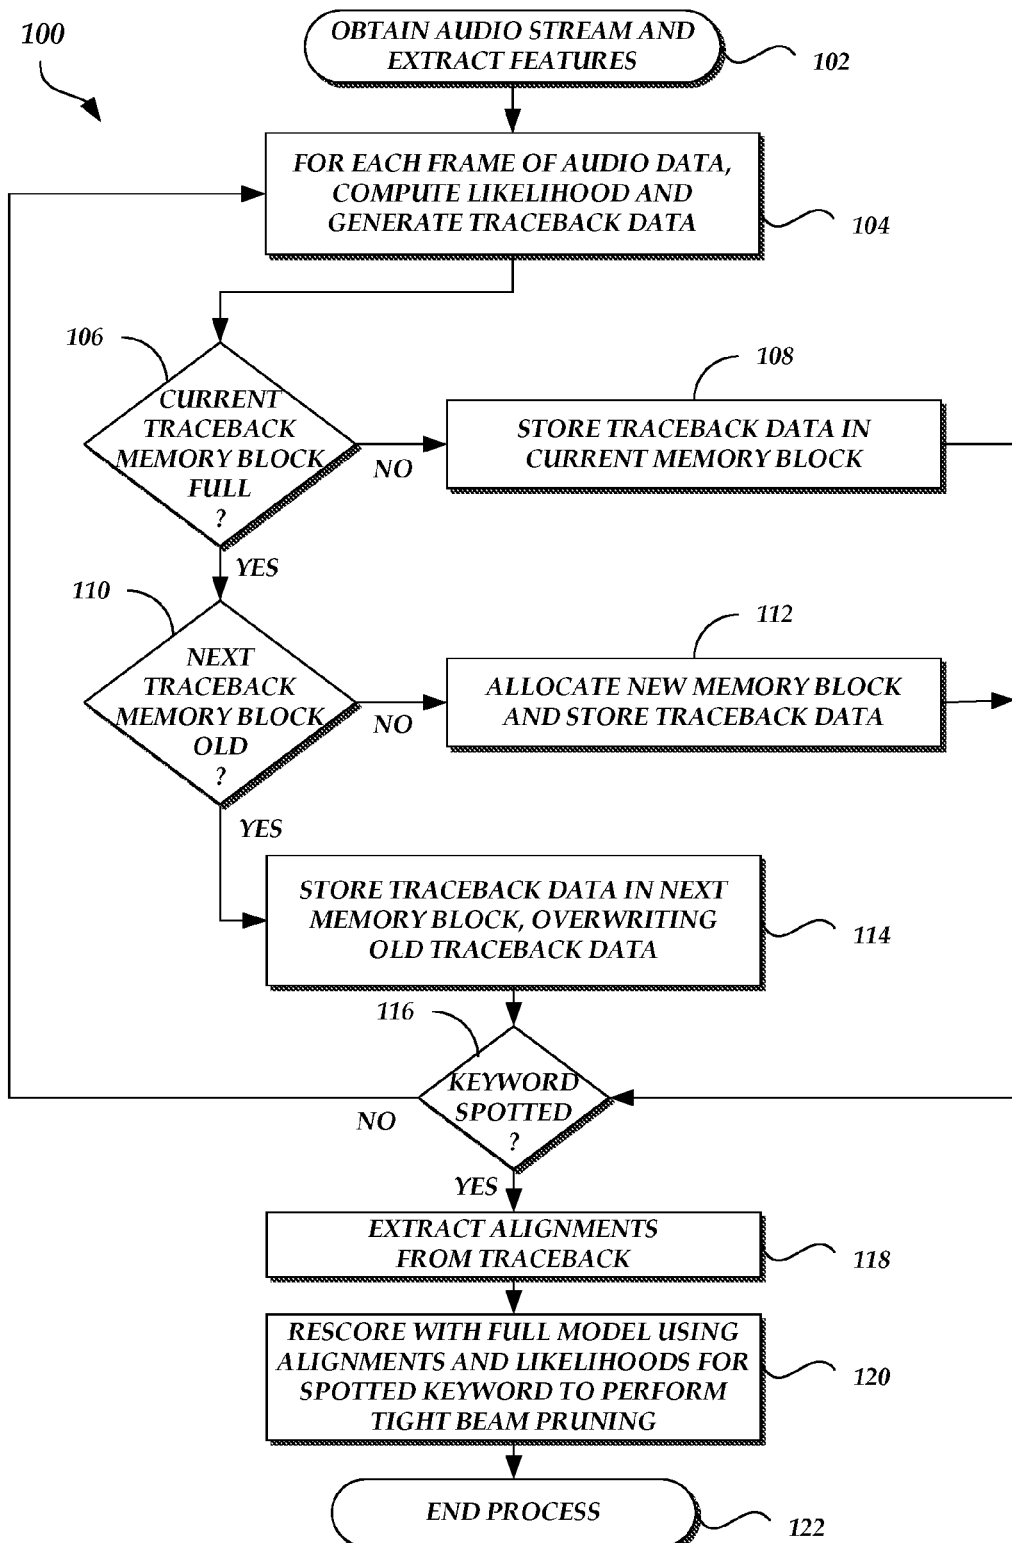 100
OBTAIN AUDIO STREAM AND
EXTRACT FEATURES
102
FOR EACH FRAME OF AUDIO DATA,
COMPUTE LIKELIHOOD AND
GENERATE TRACEBACK DATA
104
106
CURRENT
TRACEBACK
MEMORY BLOCK
FULL
?
NO
108
STORE TRACEBACK DATA IN
CURRENT MEMORY BLOCK
YES
110
NEXT
TRACEBACK
MEMORY BLOCK
OLD
?
NO
112
ALLOCATE NEW MEMORY BLOCK
AND STORE TRACEBACK DATA
YES
STORE TRACEBACK DATA IN NEXT
MEMORY BLOCK, OVERWRITING
OLD TRACEBACK DATA
114
116
KEYWORD
SPOTTED
?
NO
YES
EXTRACT ALIGNMENTS
FROM TRACEBACK
118
RESCORE WITH FULL MODEL USING
ALIGNMENTS AND LIKELIHOODS FOR
SPOTTED KEYWORD TO PERFORM
TIGHT BEAM PRUNING
120
END PROCESS
122